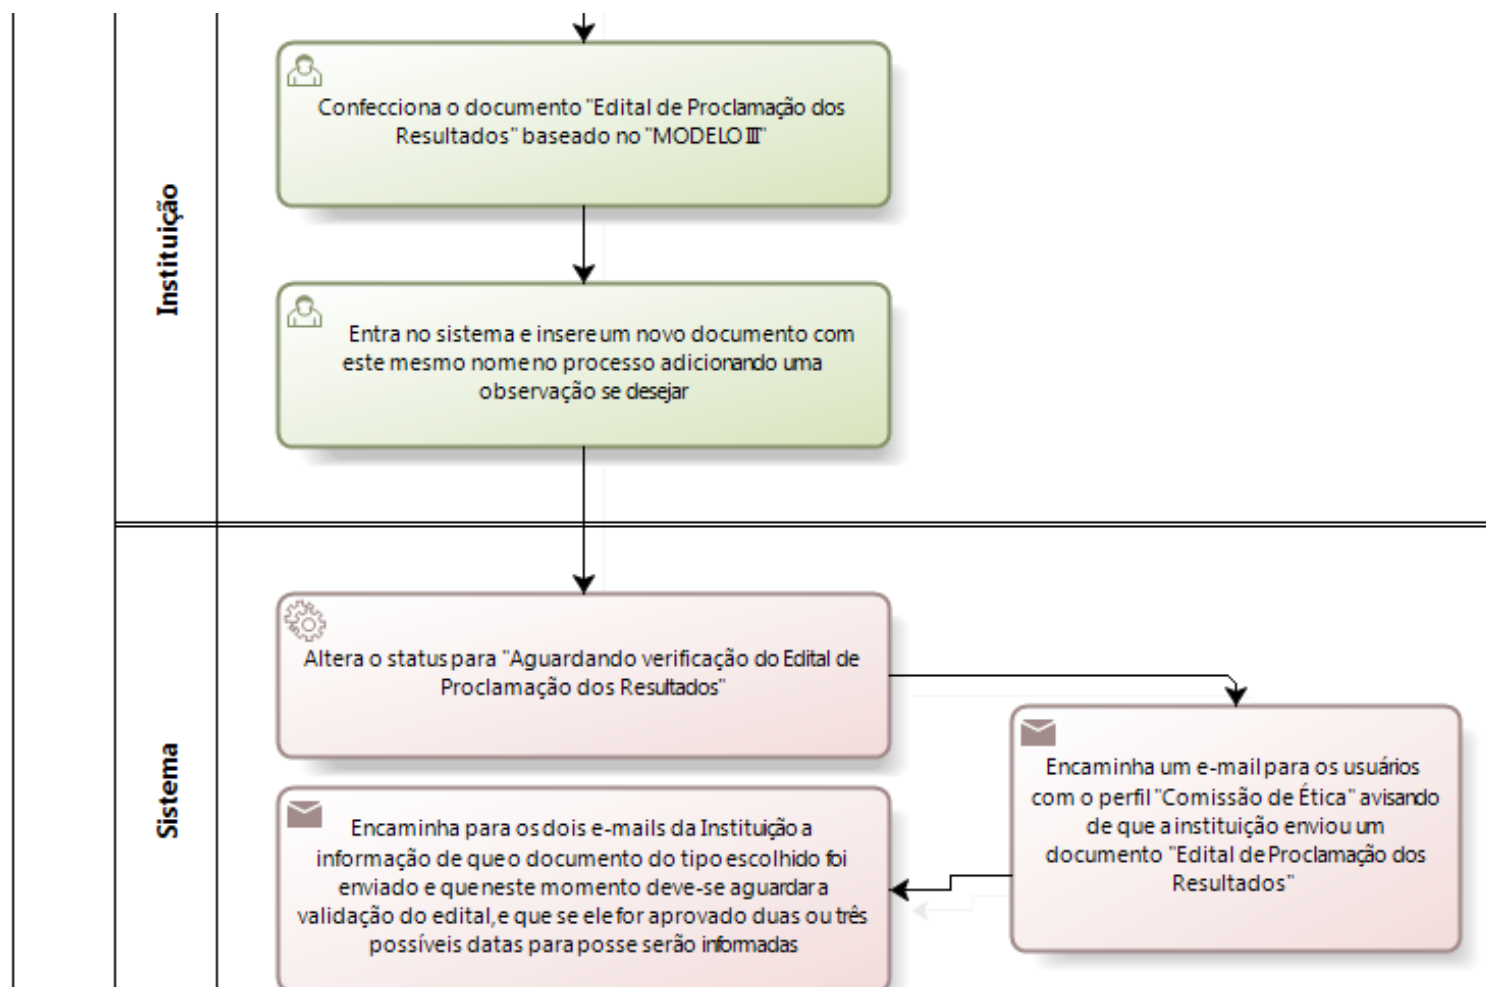 Instituição
Confecciona o documento "Edital de Proclamação dos
Resultados" baseado no "MODELO III"
Entra no sistema e insere um novo documento com
este mesmo nome no processo adicionando uma
observação se desejar
Sistema
Altera o status para "Aguardando verificação do Edital de
Proclamação dos Resultados"
Encaminha um e-mail para os usuários
com o perfil "Comissão de Ética" avisando
de que a instituição enviou um
documento "Edital de Proclamação dos
Resultados"
Encaminha para os dois e-mails da Instituição a
informação de que o documento do tipo escolhido foi
enviado e que neste momento deve-se aguardar a
validação do edital, e que se ele for aprovado duas ou três
possíveis datas para posse serão informadas